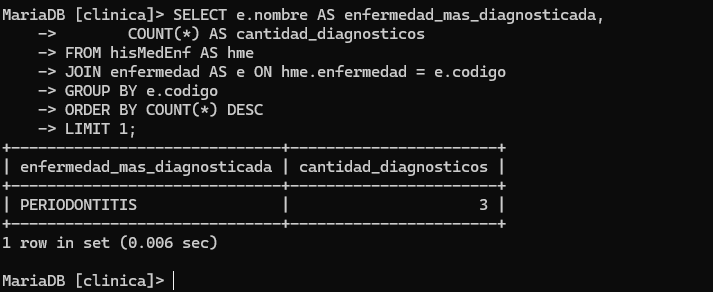 MariaDB [clinica]> SELECT e.nombre AS enfermedad_mas_diagnosticada,
    ->        COUNT(*) AS cantidad_diagnosticos
    -> FROM hisMedEnf AS hme
    -> JOIN enfermedad AS e ON hme.enfermedad = e.codigo
    -> GROUP BY e.codigo
    -> ORDER BY COUNT(*) DESC
    -> LIMIT 1;
+------------------------------+-----------------------+
| enfermedad_mas_diagnosticada | cantidad_diagnosticos |
+------------------------------+-----------------------+
| PERIODONTITIS                |                     3 |
+------------------------------+-----------------------+
1 row in set (0.006 sec)
MariaDB [clinica]>